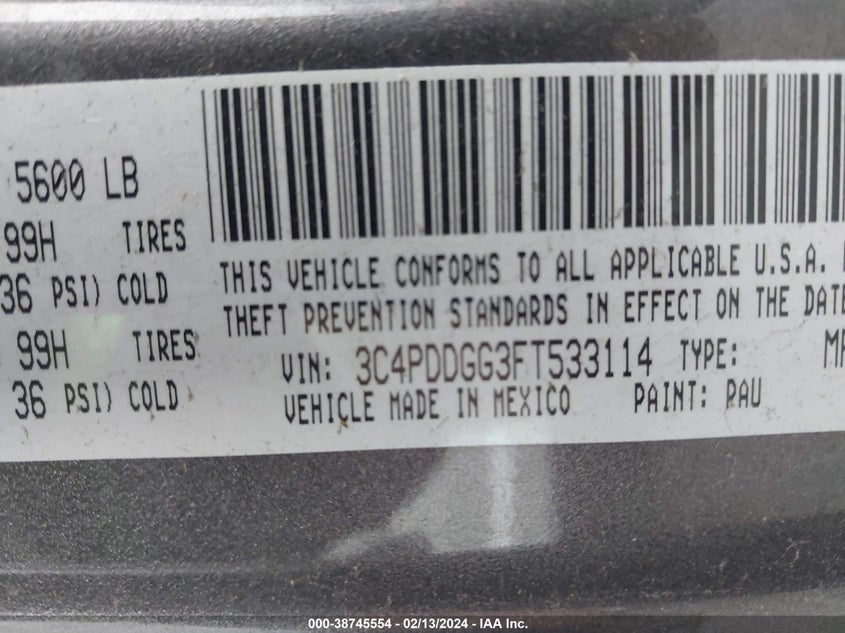 5600 LB
99H TIRES
36 PSI) COLD
99H TIRES
36 PSI) COLD
THIS VEHICLE CONFORMS TO ALL APPLICABLE U.S.A.
THEFT PREVENTION STANDARDS IN EFFECT ON THE DATE
VIN: 3C4PDDGG3FT533114 TYPE:
VEHICLE MADE IN MEXICO PAINT: RAU
000-38745554 - 02/13/2024 - IAA Inc.